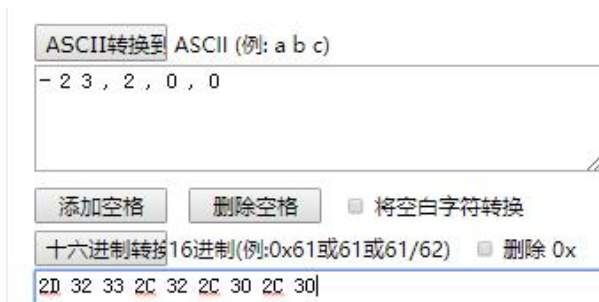 ASCII转换到 ASCII (例: a b c)
- 2 3 , 2 , 0 , 0
添加空格 删除空格 将空白字符转换
十六进制转换 16进制(例:0x61或61或61/62) 删除 0x
2D 32 33 2C 32 2C 30 2C 30